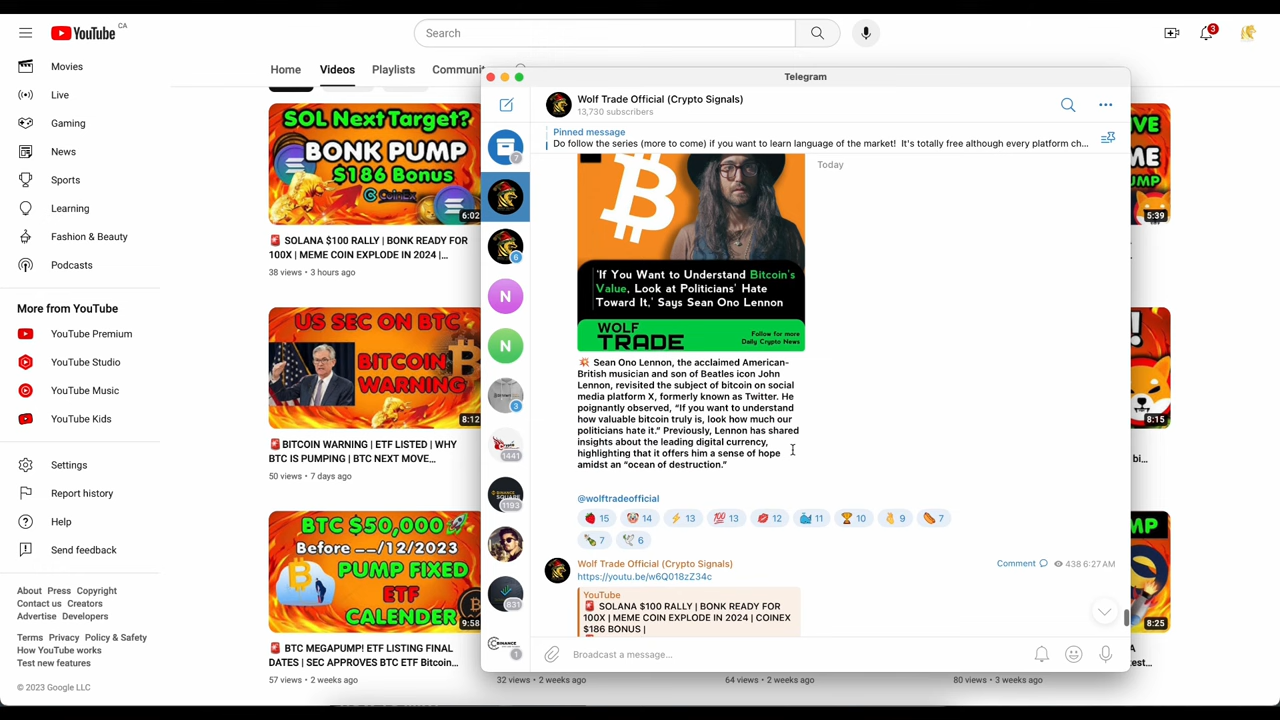 YouTube CA
Search
3
Movies
Live
Gaming
News
Sports
Learning
Fashion & Beauty
Podcasts
More from YouTube
YouTube Premium
YouTube Studio
YouTube Music
YouTube Kids
Settings
Report history
Help
Send feedback
About Press Copyright
Contact us Creators
Advertise Developers
Terms Privacy Policy & Safety
How YouTube works
Test new features
© 2023 Google LLC
Home Videos Playlists
SOL Next Target?
BONK PUMP
$186 Bonus
CoinEx
6:02
🚨 SOLANA $100 RALLY | BONK READY FOR
100X | MEME COIN EXPLODE IN 2024 |...
38 views • 3 hours ago
US SEC ON BTC
BITCOIN
WARNING
8:12
🚨BITCOIN WARNING | ETF LISTED | WHY
BTC IS PUMPING | BTC NEXT MOVE...
50 views • 7 days ago
BTC $50,000 🚀
Before --/12/2023
PUMP FIXED
ETF
CALENDER
9:58
🚨 BTC MEGAPUMP! ETF LISTING FINAL
DATES | SEC APPROVES BTC ETF Bitcoin...
57 views • 2 weeks ago
32 views • 2 weeks ago
64 views • 2 weeks ago
80 views • 3 weeks ago
5:39
8:15
8:25
Telegram
Wolf Trade Official (Crypto Signals)
13,730 subscribers
Pinned message
Do follow the series (more to come) if you want to learn language of the market! It's totally free although every platform ch...
7
6
N
N
3
1441
BINANCE
SQUARE
1193
831
BINANCE
1
Today
'If You Want to Understand Bitcoin's
Value, Look at Politicians' Hate
Toward It,' Says Sean Ono Lennon
WOLF
TRADE
Follow for more
Daily Crypto News
💥 Sean Ono Lennon, the acclaimed American-
British musician and son of Beatles icon John
Lennon, revisited the subject of bitcoin on social
media platform X, formerly known as Twitter. He
poignantly observed, “If you want to understand
how valuable bitcoin truly is, look how much our
politicians hate it.” Previously, Lennon has shared
insights about the leading digital currency,
highlighting that it offers him a sense of hope
amidst an “ocean of destruction.”
@wolftradeofficial
🍓 15 🤡 14 ⚡ 13 💯 13 💋 12 🐳 11 🏆 10 🤞 9 🌭 7
🍾 7 🕊 6
Wolf Trade Official (Crypto Signals)
Comment 438 6:27 AM
https://youtu.be/w6Q018zZ34c
YouTube
🚨 SOLANA $100 RALLY | BONK READY FOR
100X | MEME COIN EXPLODE IN 2024 | COINEX
$186 BONUS |
Broadcast a message...